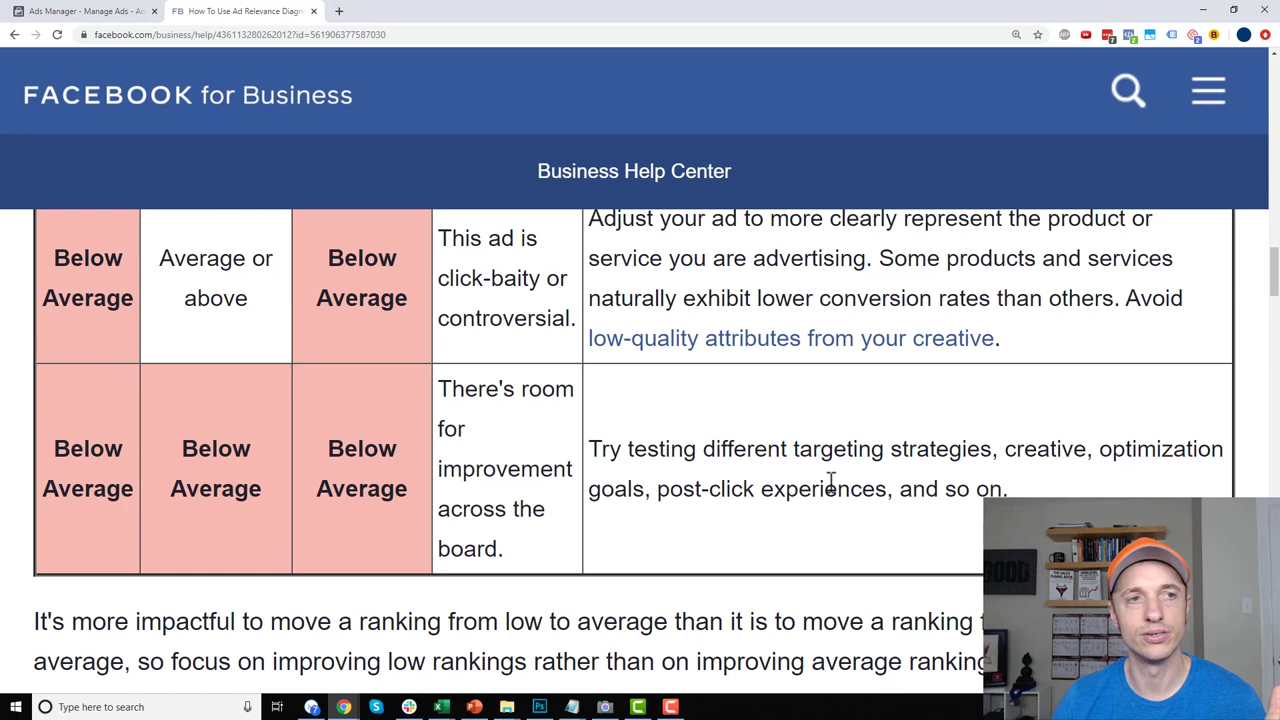 Ads Manager - Manage Ads - Ad
How To Use Ad Relevance Diagn
facebook.com/business/help/436113280262012?id=561906377587030
FACEBOOK for Business
Business Help Center
Below Average
Average or above
Below Average
This ad is click-baity or controversial.
Adjust your ad to more clearly represent the product or
service you are advertising. Some products and services
naturally exhibit lower conversion rates than others. Avoid
low-quality attributes from your creative.
Below Average
Below Average
Below Average
There's room for improvement across the board.
Try testing different targeting strategies, creative, optimization
goals, post-click experiences, and so on.
It's more impactful to move a ranking from low to average than it is to move a ranking
average, so focus on improving low rankings rather than on improving average ranking
Type here to search